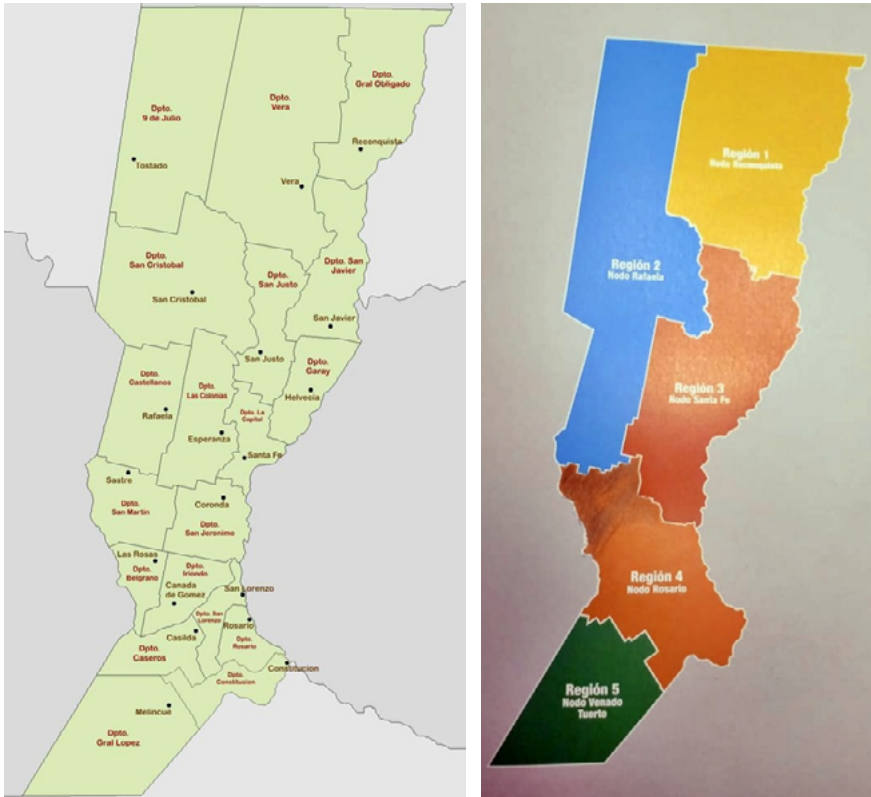 Dpto.
9 de Julio
Dpto.
Vera
Dpto.
Gral Obligado
Tostado
Vera
Reconquista
Dpto.
San Cristobal
San Cristobal
Dpto.
San Justo
Dpto. San
Javier
San Javier
San Justo
Dpto.
Castellanos
Rafaela
Dpto.
Las Colonias
Esperanza
Dpto.
Garay
Helvecia
Dpto. La
Capital
Santa Fe
Sastre
Dpto.
San Martin
Coronda
Dpto.
San Jeronimo
Las Rosas
Dpto.
Belgrano
Dpto.
Iriondo
Canada
de Gomez
San Lorenzo
Dpto. San
Lorenzo
Rosario
Dpto.
Rosario
Casilda
Dpto.
Caseros
Constitucion
Dpto.
Constitucion
Melincue
Dpto.
Gral Lopez
Región 1
Nodo Reconquista
Región 2
Nodo Rafaela
Región 3
Nodo Santa Fe
Región 4
Nodo Rosario
Región 5
Nodo Venado
Tuerto